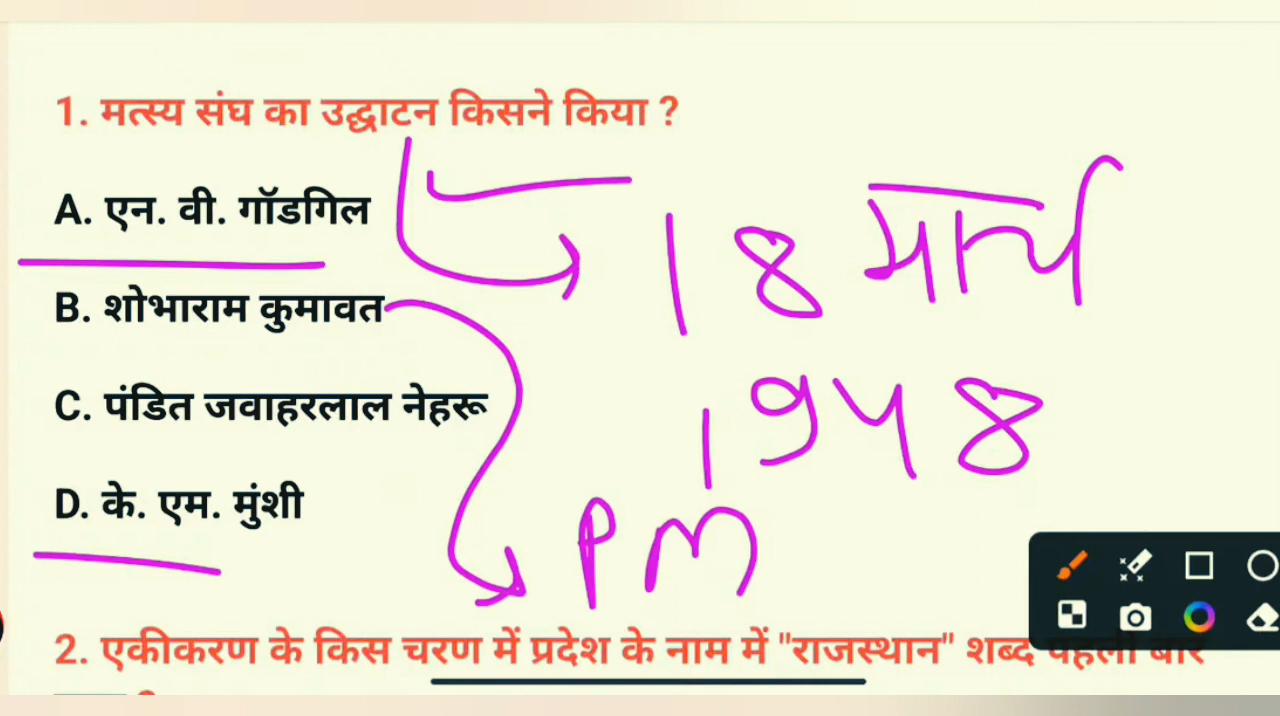 1. मत्स्य संघ का उद्घाटन किसने किया ?
A. एन. वी. गॉडगिल
18 मार्च
B. शोभाराम कुमावत
C. पंडित जवाहरलाल नेहरू
1948
D. के. एम. मुंशी
PM
2. एकीकरण के किस चरण में प्रदेश के नाम में "राजस्थान" शब्द पहली बार